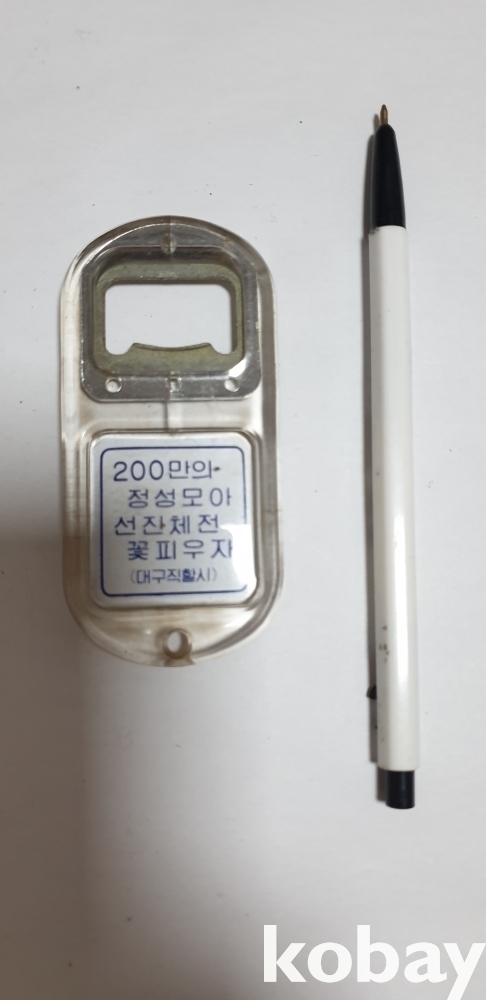 200만의
정성모아
선진체전
꽃피우자
(대구직할시)
kobay